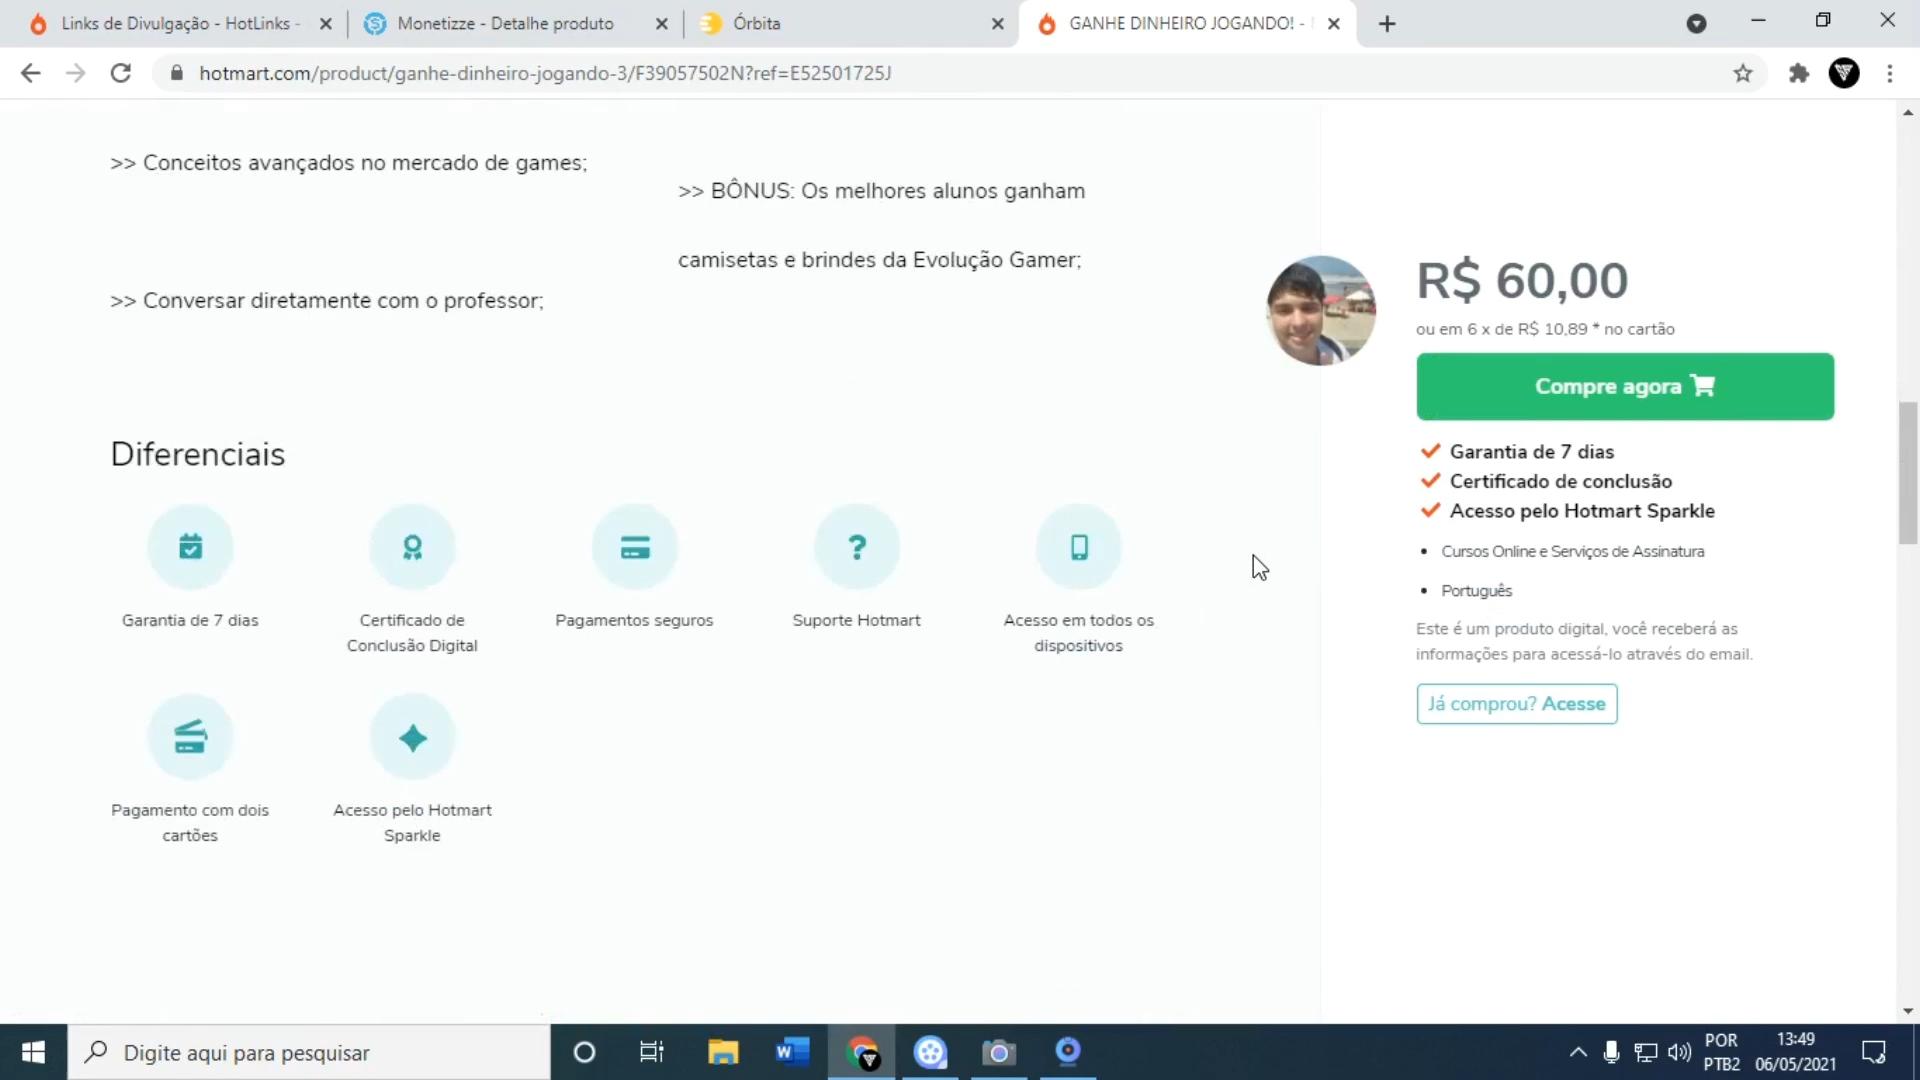 Links de Divulgação - HotLinks -
Monetizze - Detalhe produto
Órbita
GANHE DINHEIRO JOGANDO! -
hotmart.com/product/ganhe-dinheiro-jogando-3/F39057502N?ref=E52501725J
>> Conceitos avançados no mercado de games;
>> BÔNUS: Os melhores alunos ganham
camisetas e brindes da Evolução Gamer;
>> Conversar diretamente com o professor;
R$ 60,00
ou em 6 x de R$ 10,89 * no cartão
Compre agora
Garantia de 7 dias
Certificado de conclusão
Acesso pelo Hotmart Sparkle
Cursos Online e Serviços de Assinatura
Português
Este é um produto digital, você receberá as
informações para acessá-lo através do email.
Já comprou? Acesse
Diferenciais
Garantia de 7 dias
Certificado de
Conclusão Digital
Pagamentos seguros
Suporte Hotmart
Acesso em todos os
dispositivos
Pagamento com dois
cartões
Acesso pelo Hotmart
Sparkle
Digite aqui para pesquisar
POR
PTB2
13:49
06/05/2021